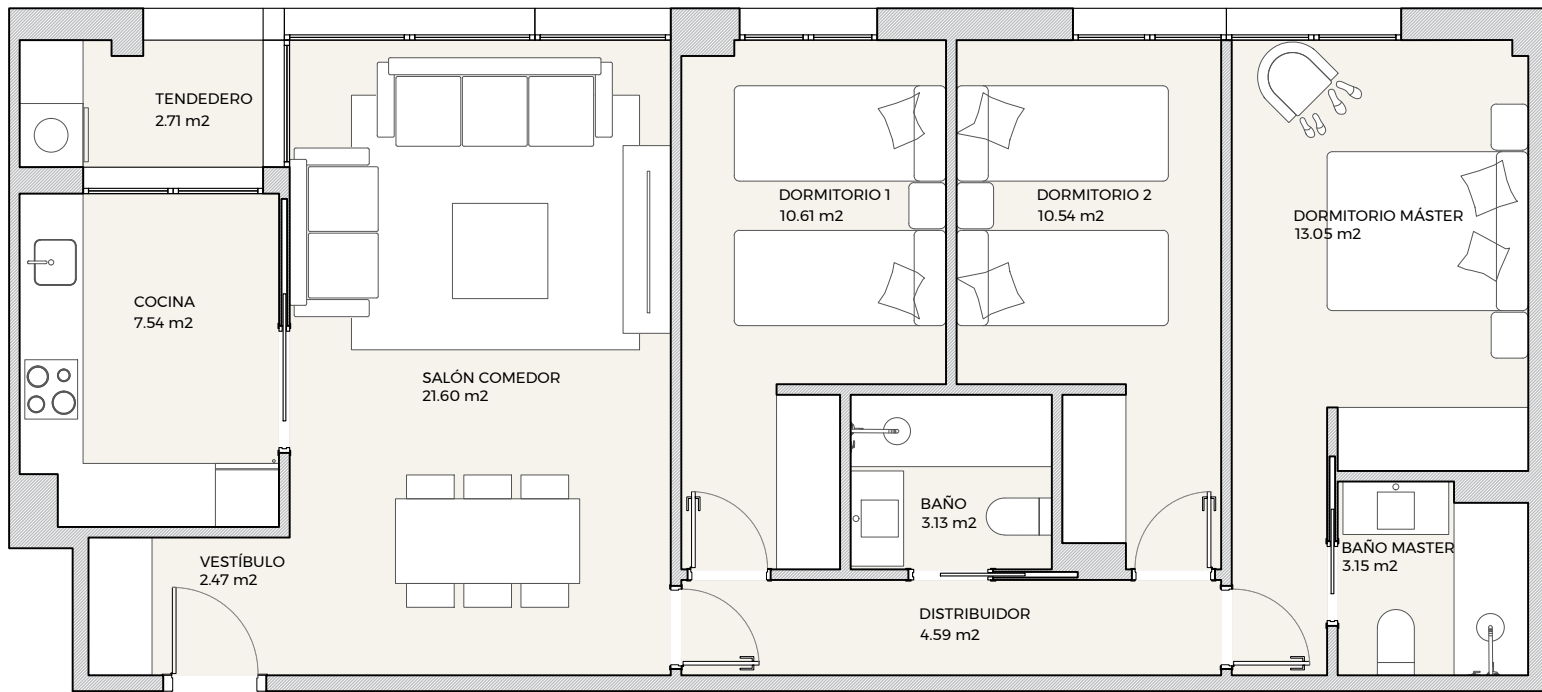 TENDEDERO
2.71 m2
DORMITORIO 1
10.61 m2
DORMITORIO 2
10.54 m2
DORMITORIO MÁSTER
13.05 m2
COCINA
7.54 m2
SALÓN COMEDOR
21.60 m2
BAÑO
3.13 m2
BAÑO MASTER
3.15 m2
VESTÍBULO
2.47 m2
DISTRIBUIDOR
4.59 m2